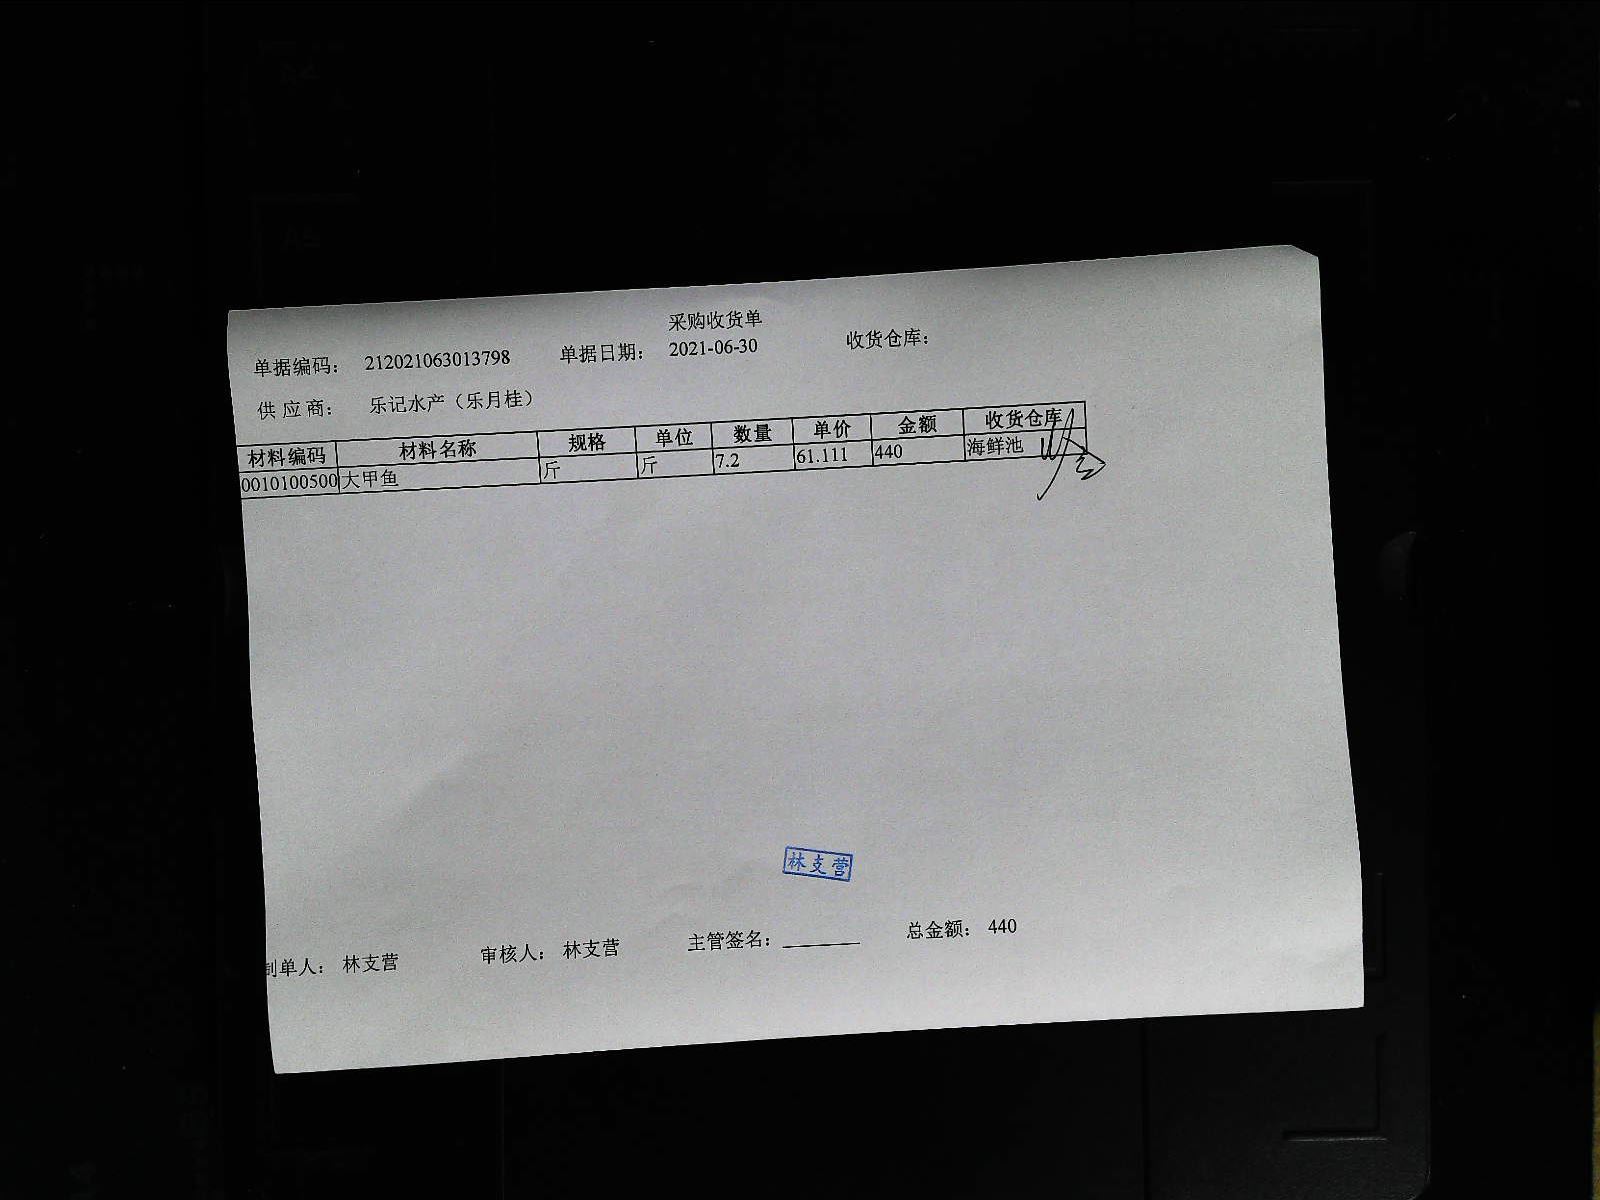 采购收货单
单据编码： 212021063013798 单据日期： 2021-06-30 收货仓库：
供 应 商： 乐记水产（乐月桂）
材料编码 材料名称 规格 单位 数量 单价 金额 收货仓库
0010100500 大甲鱼 斤 斤 7.2 61.111 440 海鲜池
林支营
制单人： 林支营 审核人： 林支营 主管签名： 总金额： 440